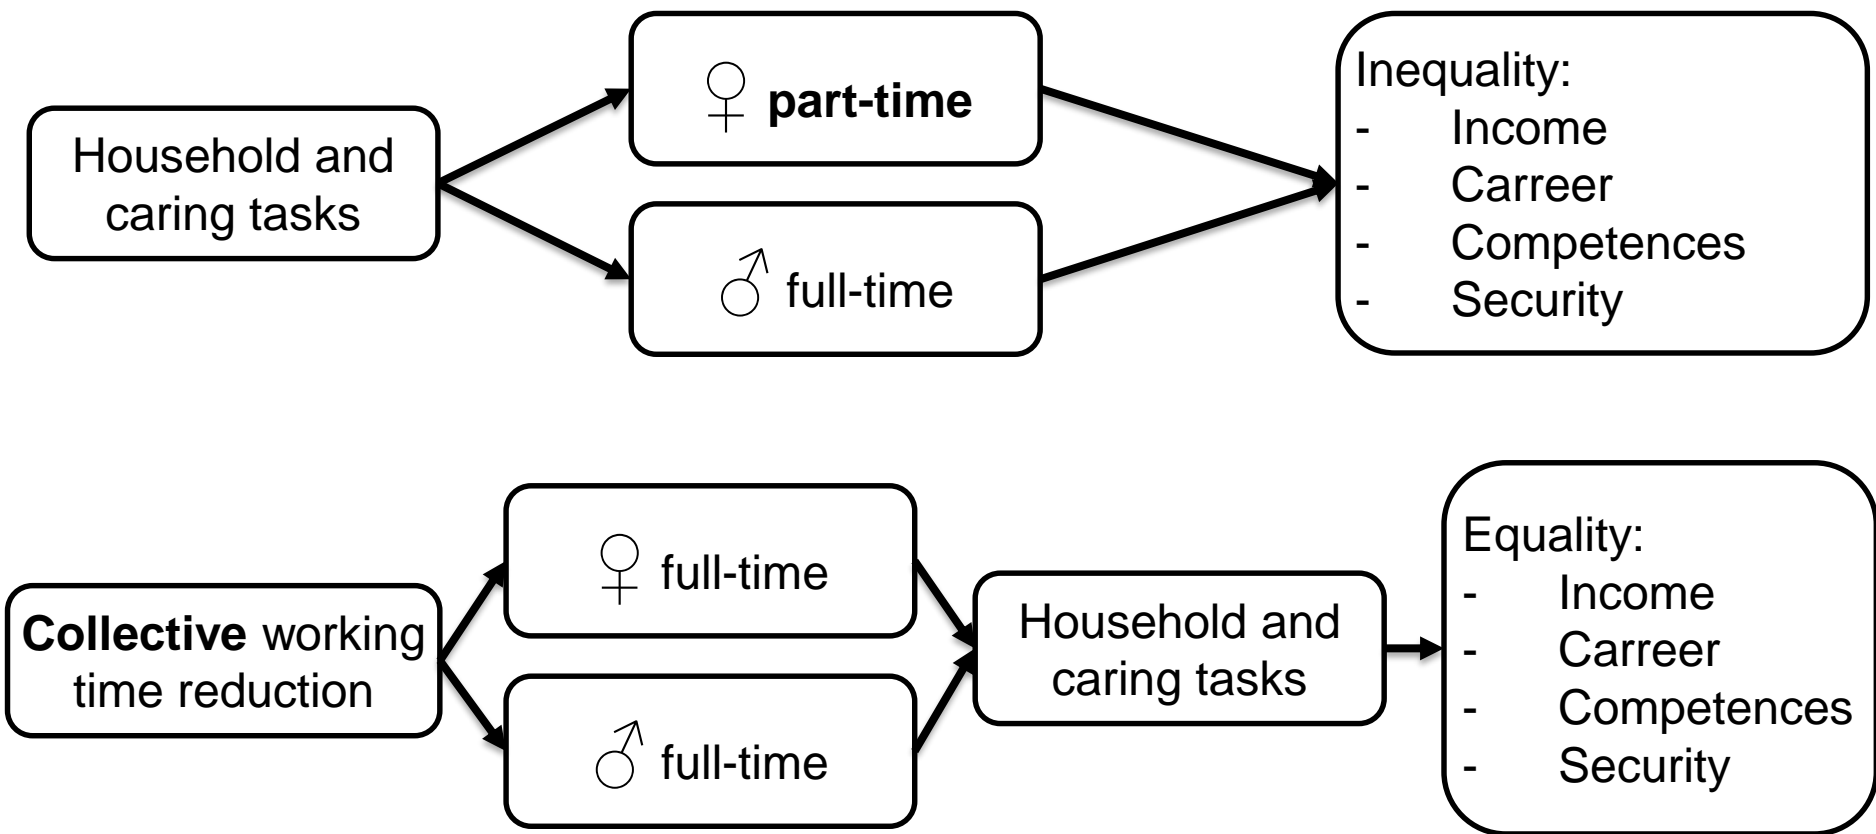 Household and
caring tasks
♀ part-time
♂ full-time
Inequality:
- Income
- Carreer
- Competences
- Security
Collective working
time reduction
♀ full-time
♂ full-time
Household and
caring tasks
Equality:
- Income
- Carreer
- Competences
- Security